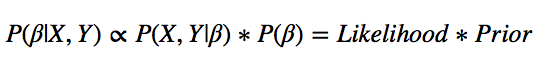 P(β|X, Y) ∝ P(X, Y|β) * P(β) = Likelihood * Prior